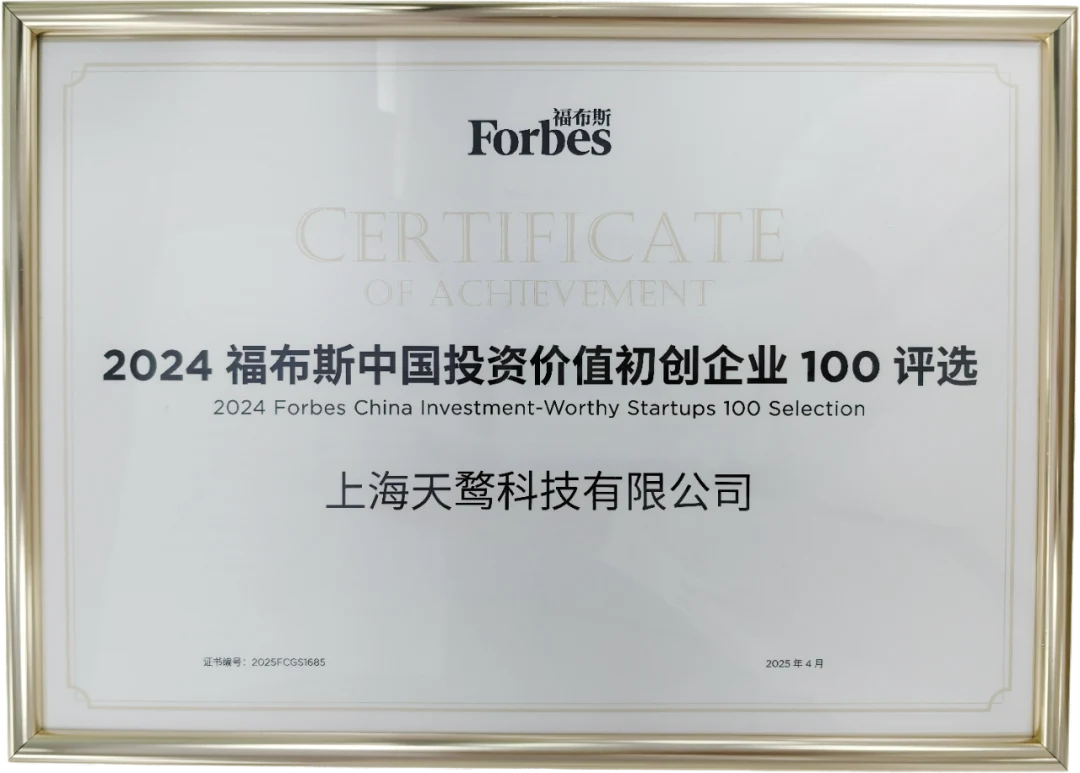 福布斯
Forbes
CERTIFICATE
OF ACHIEVEMENT
2024 福布斯中国投资价值初创企业 100 评选
2024 Forbes China Investment-Worthy Startups 100 Selection
上海天鹜科技有限公司
证书编号：2025FCGS1685
2025 年 4 月